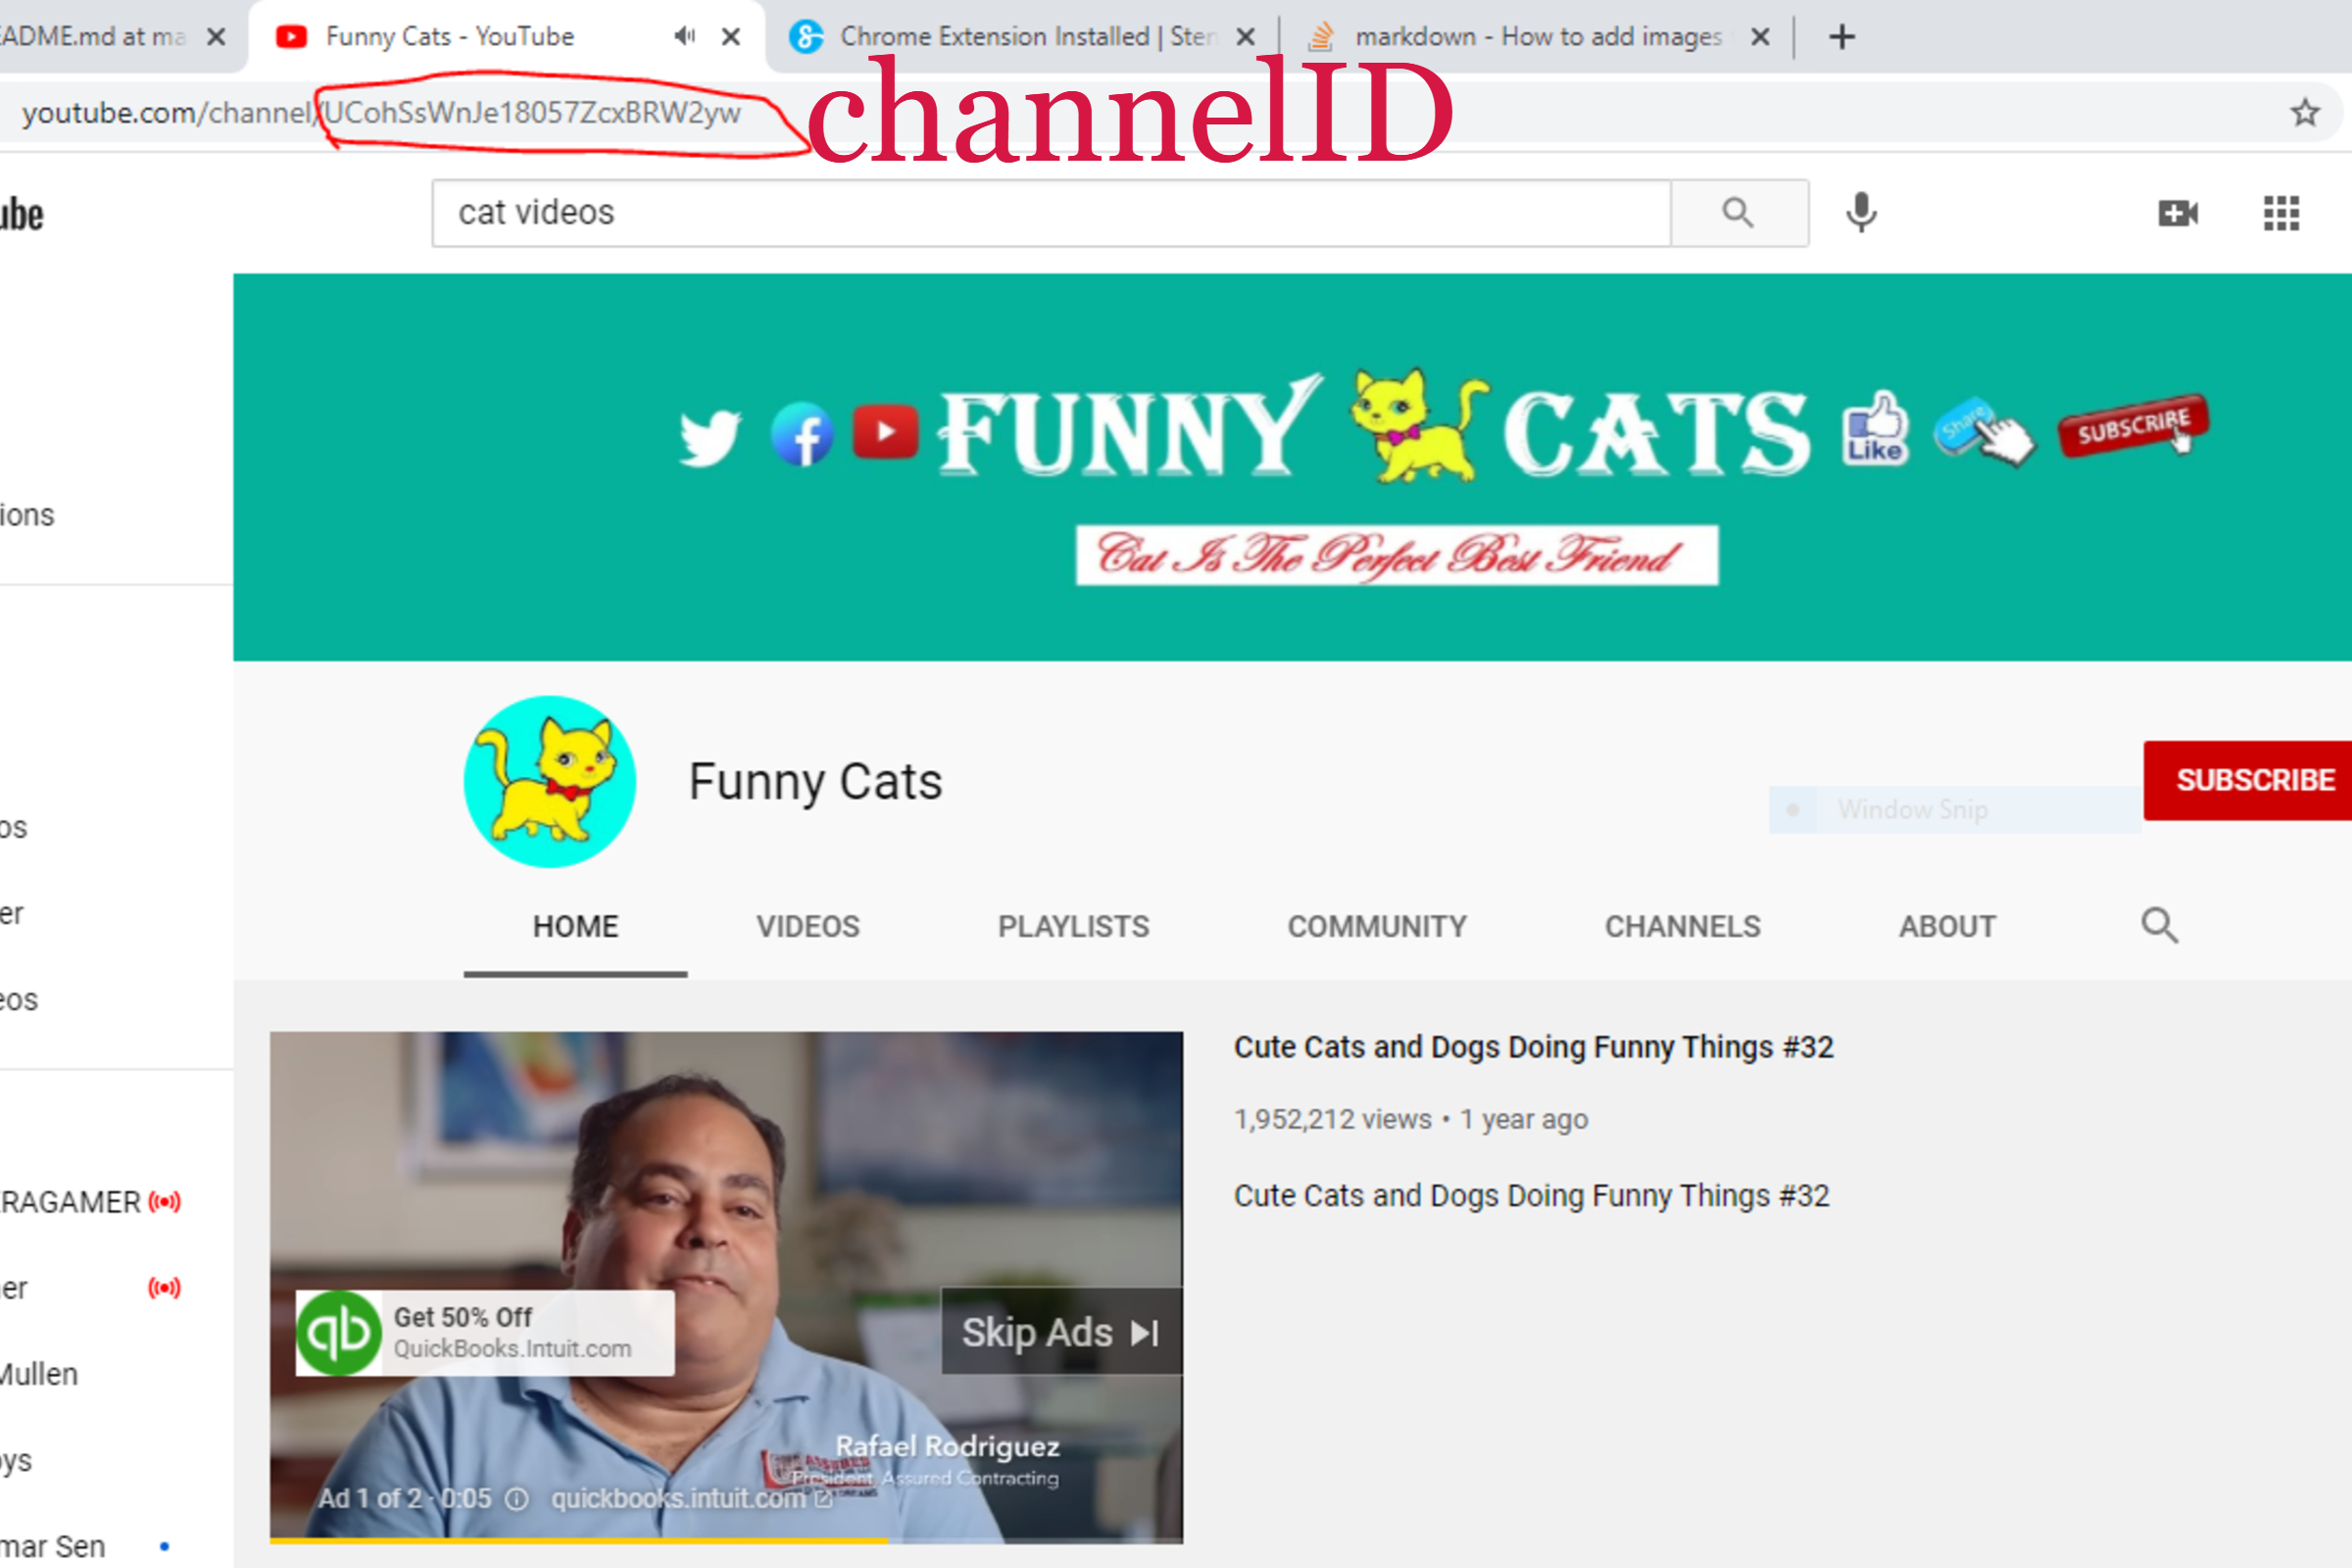 EADME.md at ma
Funny Cats - YouTube
Chrome Extension Installed | Sten
markdown - How to add images
youtube.com/channel/UCohSsWnJe18057ZcxBRW2yw
channelID
ube
cat videos
FUNNY CATS
Like
Share
SUBSCRIBE
Cat Is The Perfect Best Friend
ions
Funny Cats
Window Snip
SUBSCRIBE
os
er
eos
HOME
VIDEOS
PLAYLISTS
COMMUNITY
CHANNELS
ABOUT
Cute Cats and Dogs Doing Funny Things #32
1,952,212 views • 1 year ago
Cute Cats and Dogs Doing Funny Things #32
RAGAMER
er
Mullen
ys
mar Sen
qb
Get 50% Off
QuickBooks.Intuit.com
Skip Ads
ASSURED
Rafael Rodriguez
President, Assured Contracting
Ad 1 of 2 · 0:05
quickbooks.intuit.com